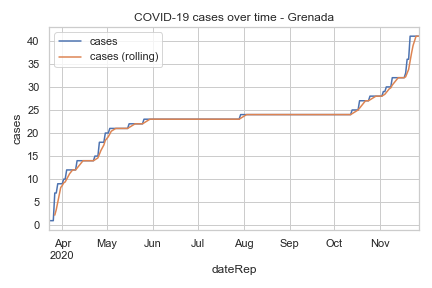 COVID-19 cases over time - Grenada
cases
cases (rolling)
cases
40
35
30
25
20
15
10
5
0
Apr
2020
May
Jun
Jul
Aug
Sep
Oct
Nov
dateRep